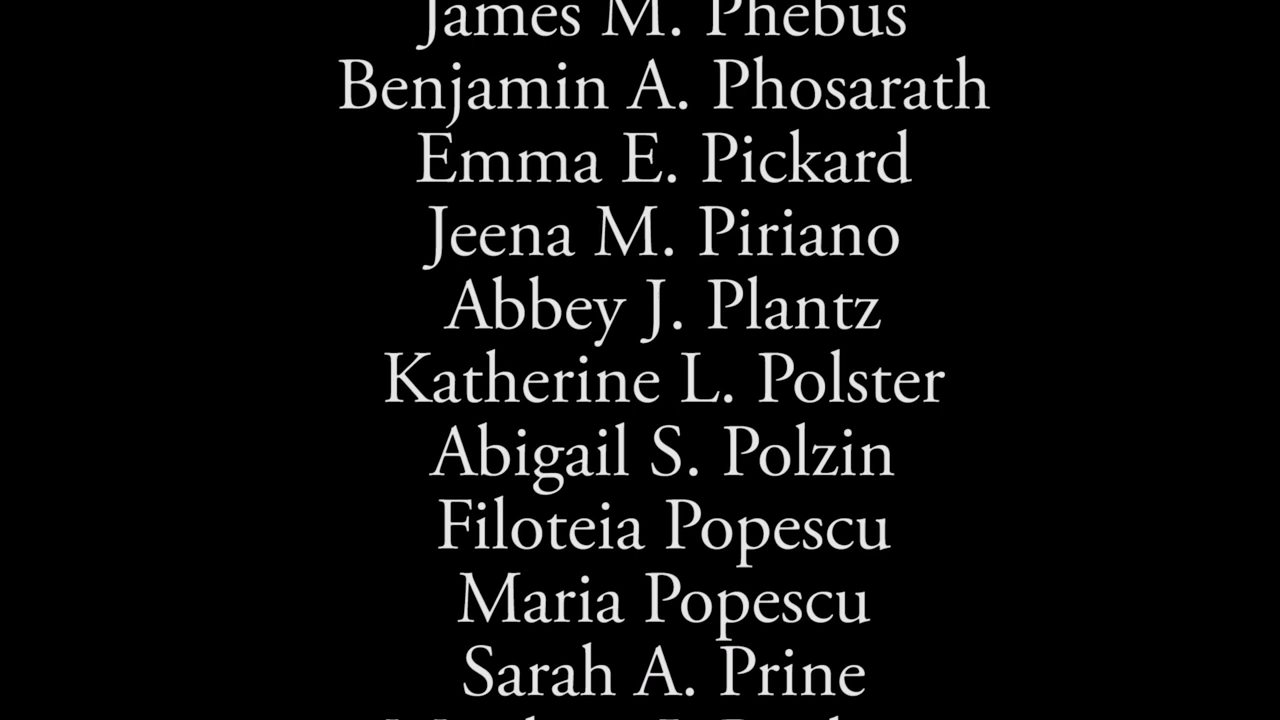 James M. Phebus
Benjamin A. Phosarath
Emma E. Pickard
Jeena M. Piriano
Abbey J. Plantz
Katherine L. Polster
Abigail S. Polzin
Filoteia Popescu
Maria Popescu
Sarah A. Prine